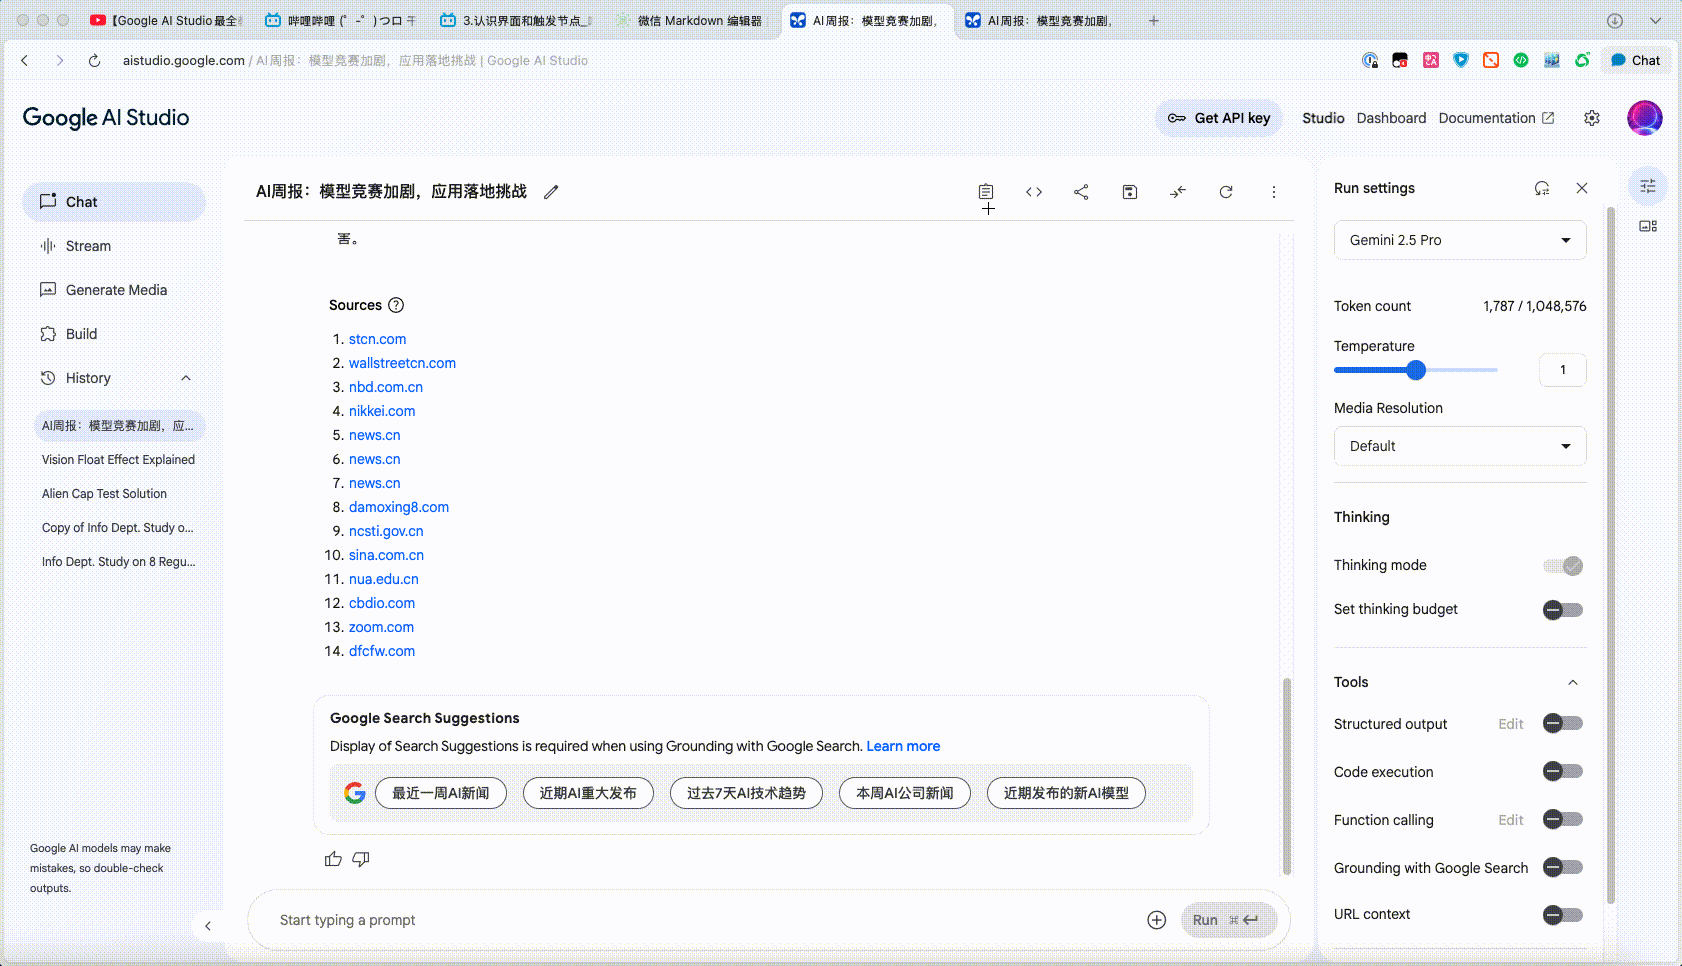 【Google AI Studio 最全
哔哩哔哩 (゜-゜)つロ 干
3.认识界面和触发节点_
微信 Markdown 编辑器
AI 周报：模型竞赛加剧，
AI 周报：模型竞赛加剧，
aistudio.google.com / AI 周报：模型竞赛加剧，应用落地挑战 | Google AI Studio
Chat
Google AI Studio
Get API key
Studio
Dashboard
Documentation
Chat
Stream
Generate Media
Build
History
AI周报：模型竞赛加剧，应...
Vision Float Effect Explained
Alien Cap Test Solution
Copy of Info Dept. Study o...
Info Dept. Study on 8 Regu...
Google AI models may make
mistakes, so double-check
outputs.
AI周报：模型竞赛加剧，应用落地挑战
害。
Sources
1. stcn.com
2. wallstreetcn.com
3. nbd.com.cn
4. nikkei.com
5. news.cn
6. news.cn
7. news.cn
8. damoxing8.com
9. ncsti.gov.cn
10. sina.com.cn
11. nua.edu.cn
12. cbdio.com
13. zoom.com
14. dfcfw.com
Google Search Suggestions
Display of Search Suggestions is required when using Grounding with Google Search. Learn more
最近一周AI新闻
近期AI重大发布
过去7天AI技术趋势
本周AI公司新闻
近期发布的新AI模型
Start typing a prompt
Run ⌘ ↵
Run settings
Gemini 2.5 Pro
Token count 1,787 / 1,048,576
Temperature
1
Media Resolution
Default
Thinking
Thinking mode
Set thinking budget
Tools
Structured output Edit
Code execution
Function calling Edit
Grounding with Google Search
URL context